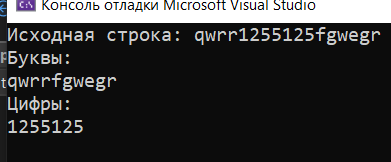 Консоль отладки Microsoft Visual Studio
Исходная строка: qwrr1255125fgwegr
Буквы:
qwrrfgwegr
Цифры:
1255125